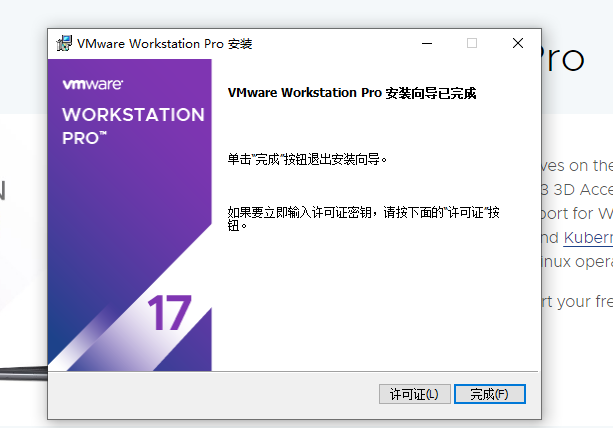 VMware Workstation Pro 安装
Pro
vmware
WORKSTATION
PRO™
VMware Workstation Pro 安装向导已完成
单击"完成"按钮退出安装向导。
如果要立即输入许可证密钥，请按下面的"许可证"按
钮。
17
N
ves on the
3 3D Acce
port for W
nd Kubern
inux opera
rt your fre
许可证(L)
完成(F)